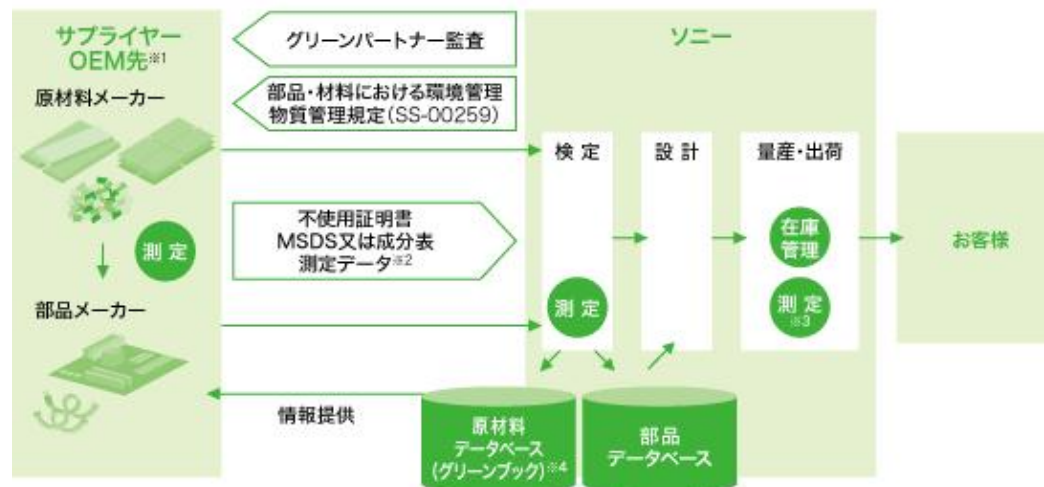 サプライヤー
OEM先※1
原材料メーカー
測定
部品メーカー
グリーンパートナー監査
部品・材料における環境管理
物質管理規定(SS-00259)
不使用証明書
MSDS又は成分表
測定データ※2
情報提供
ソニー
検定
測定
設計
量産・出荷
在庫
管理
測定
※3
原材料
データベース
(グリーンブック)※4
部品
データベース
お客様